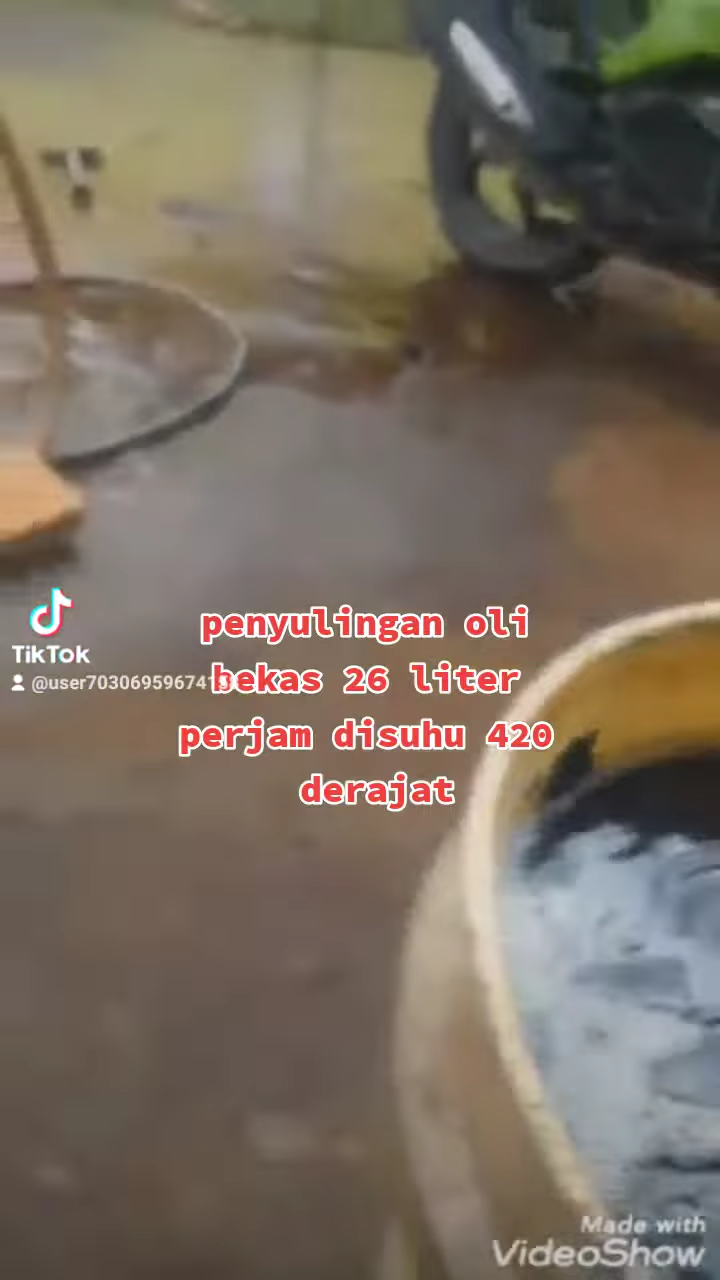 penyulingan oli
bekas 26 liter
perjam disuhu 420
derajat
TikTok
Made with
VideoShow